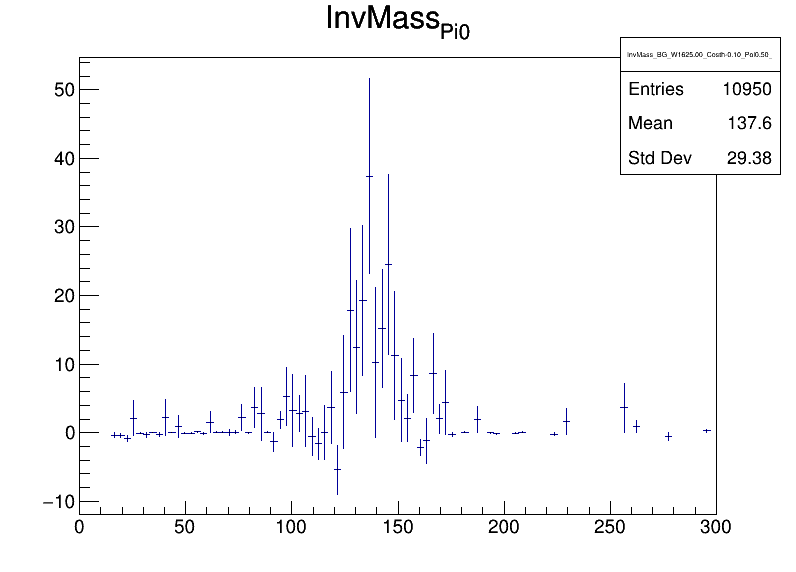 InvMass_Pi0
InvMass_BG_W1625.00_Costh-0.10_Pol0.50_
Entries 10950
Mean 137.6
Std Dev 29.38
50
40
30
20
10
0
−10
0 50 100 150 200 250 300